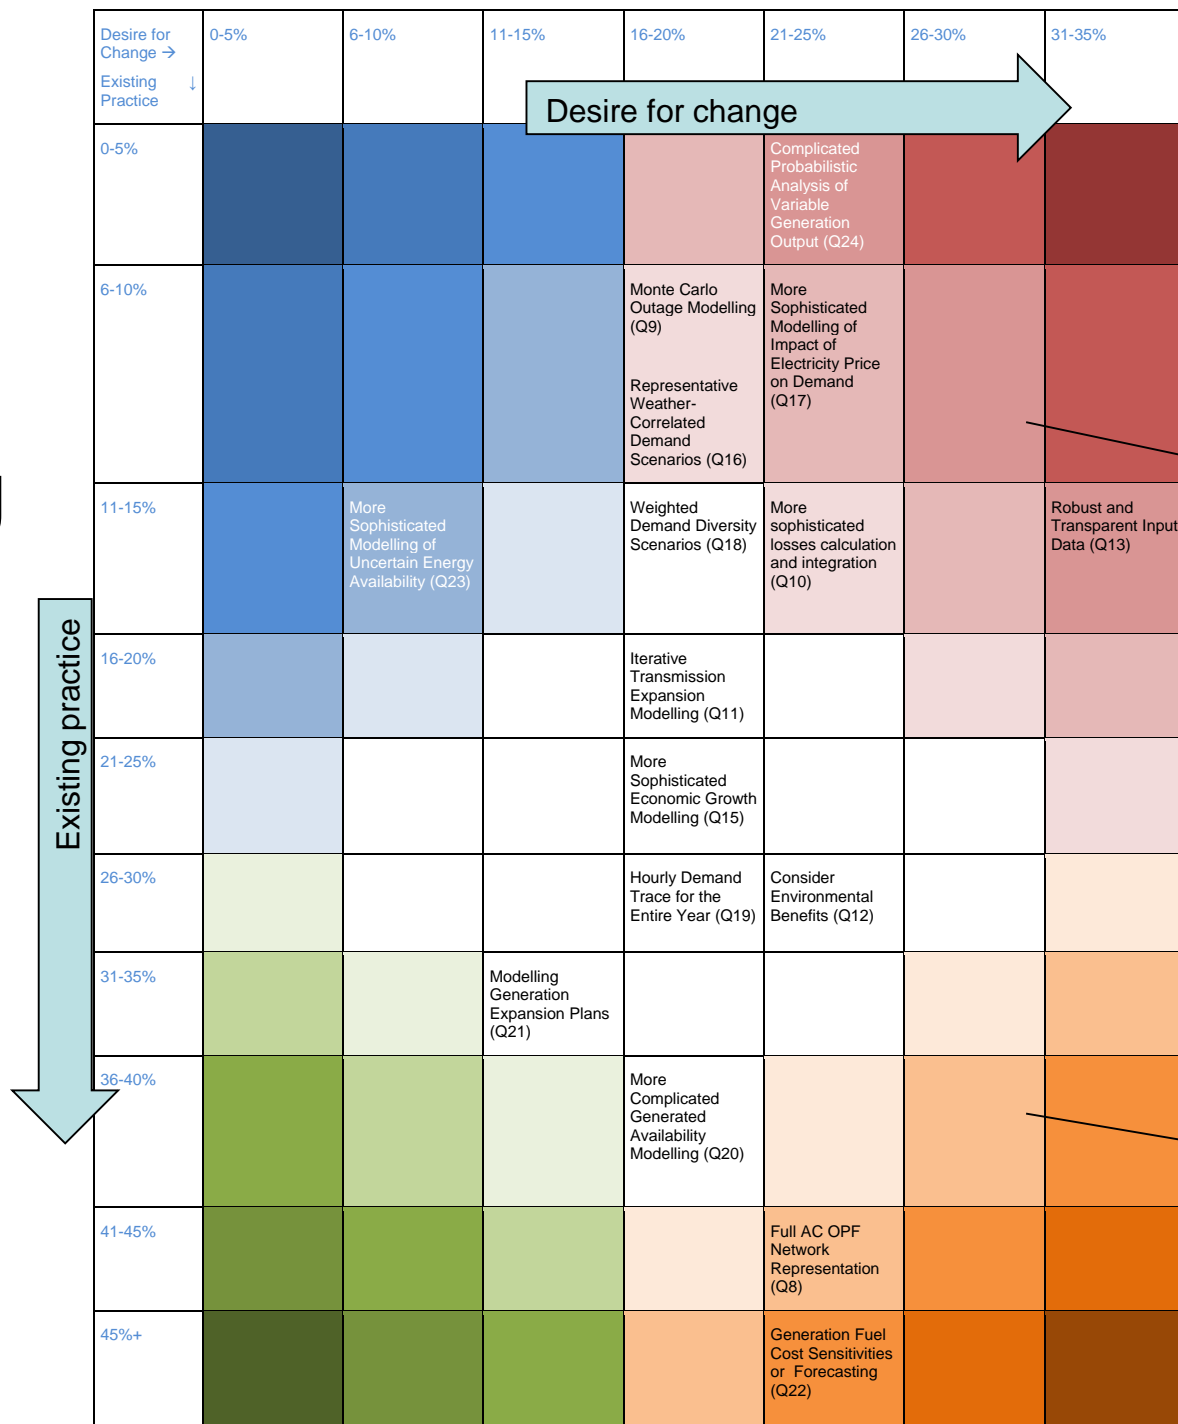 Desire for
Change →
Existing ↓
Practice
0-5%
6-10%
11-15%
16-20%
21-25%
26-30%
31-35%
Desire for change
0-5%
Complicated
Probabilistic
Analysis of
Variable
Generation
Output (Q24)
6-10%
Monte Carlo
Outage Modelling
(Q9)
Representative
Weather-
Correlated
Demand
Scenarios (Q16)
More
Sophisticated
Modelling of
Impact of
Electricity Price
on Demand
(Q17)
11-15%
More
Sophisticated
Modelling of
Uncertain Energy
Availability (Q23)
Weighted
Demand Diversity
Scenarios (Q18)
More
sophisticated
losses calculation
and integration
(Q10)
Robust and
Transparent Input
Data (Q13)
Existing practice
16-20%
Iterative
Transmission
Expansion
Modelling (Q11)
21-25%
More
Sophisticated
Economic Growth
Modelling (Q15)
26-30%
Hourly Demand
Trace for the
Entire Year (Q19)
Consider
Environmental
Benefits (Q12)
31-35%
Modelling
Generation
Expansion Plans
(Q21)
36-40%
More
Complicated
Generated
Availability
Modelling (Q20)
41-45%
Full AC OPF
Network
Representation
(Q8)
45%+
Generation Fuel
Cost Sensitivities
or Forecasting
(Q22)